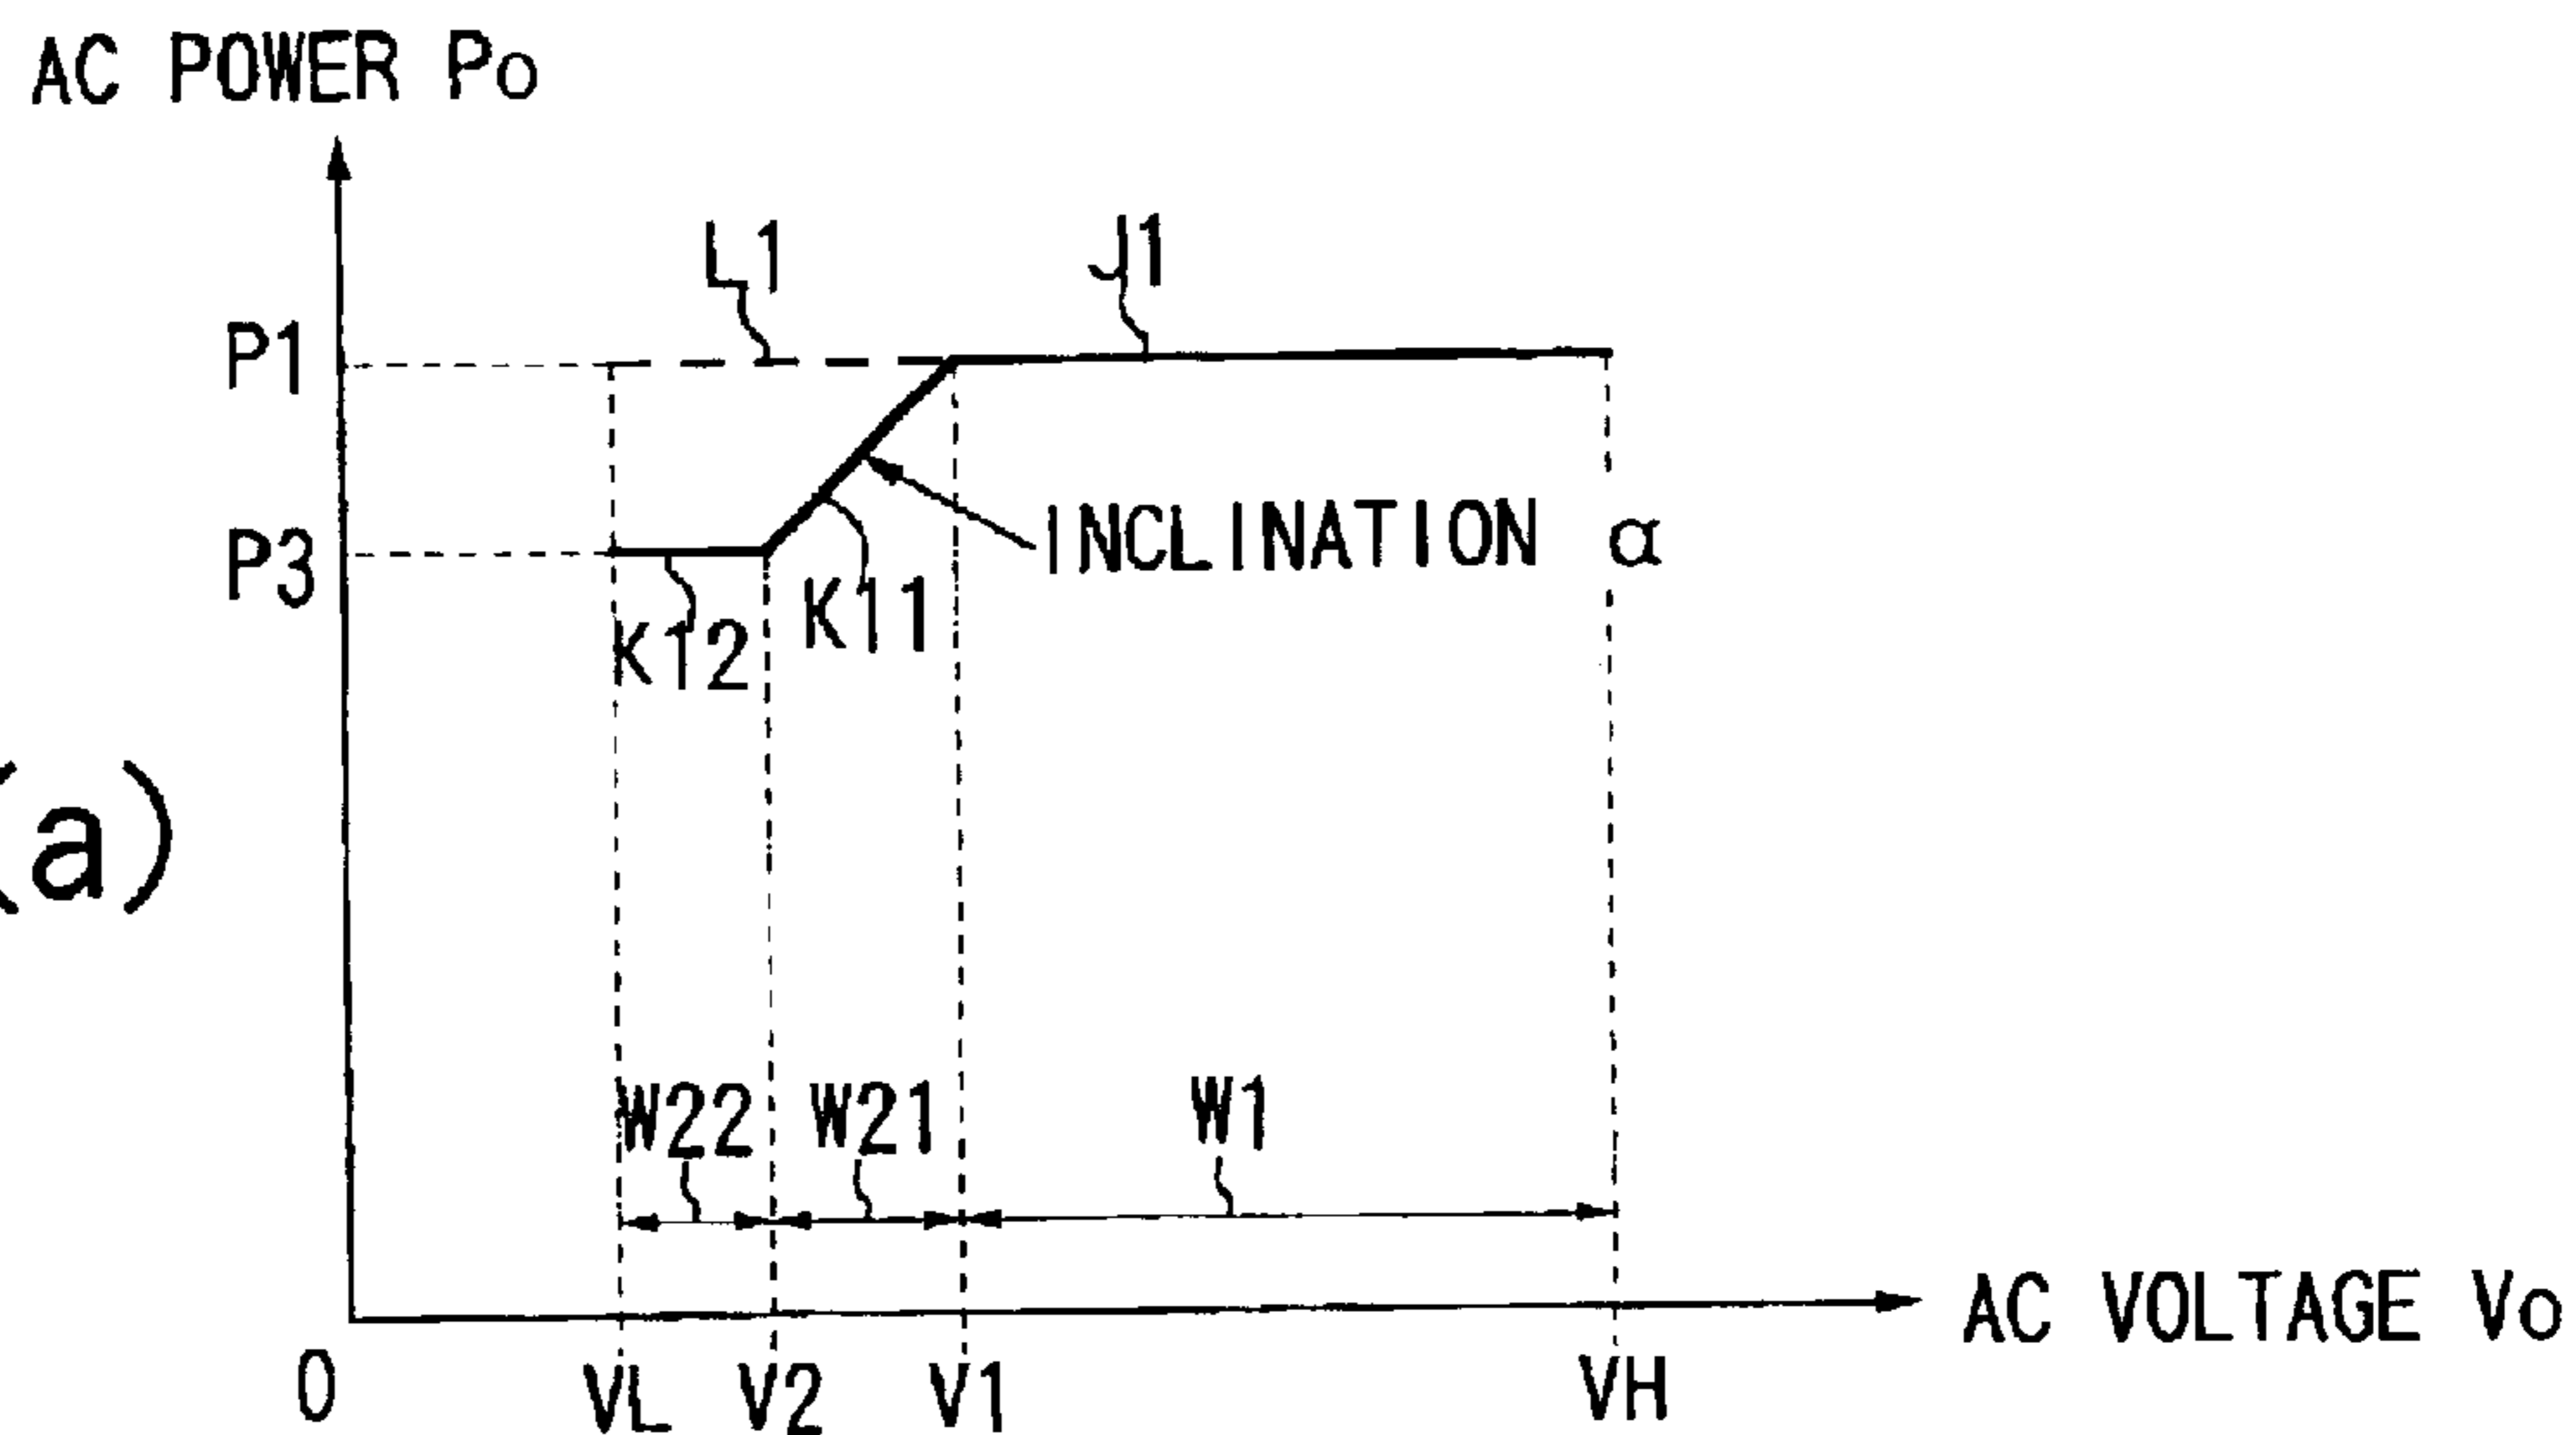 AC POWER Po
L1
J1
P1
INCLINATION α
P3
K11
K12
(a)
W22
W21
W1
AC VOLTAGE Vo
0
VL
V2
V1
VH